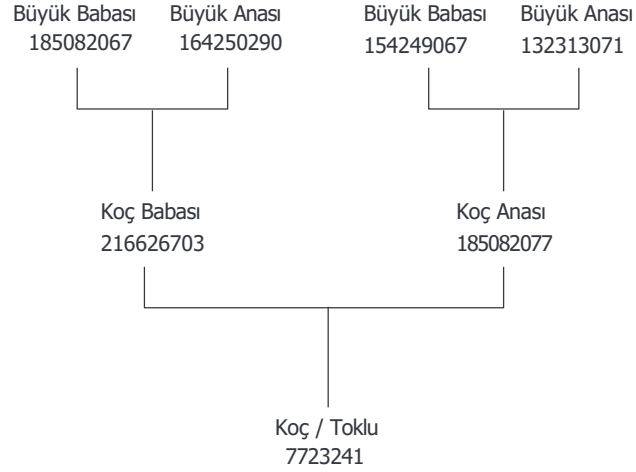 Büyük Babası Büyük Anası Büyük Babası Büyük Anası
185082067 164250290 154249067 132313071
Koç Babası Koç Anası
216626703 185082077
Koç / Toklu
7723241